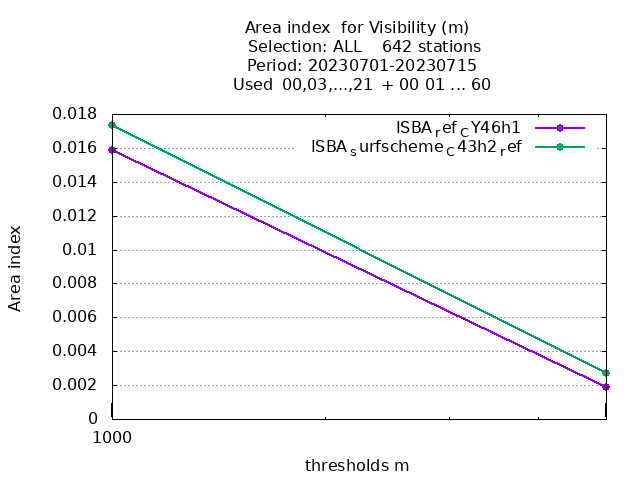 Area index  for Visibility (m)
Selection: ALL    642 stations
Period: 20230701-20230715
Used  00,03,...,21  + 00 01 ... 60
ISBA_ref_CY46h1
ISBA_surfscheme_C43h2_ref
0.018
0.016
0.014
0.012
0.01
0.008
0.006
0.004
0.002
0
Area index
1000
thresholds m